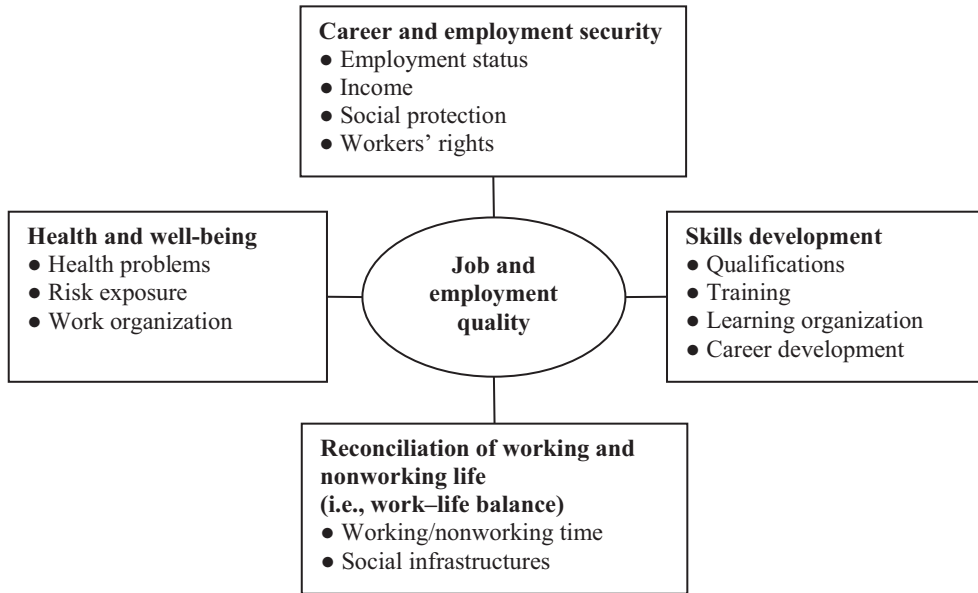 Career and employment security
● Employment status
● Income
● Social protection
● Workers’ rights
Health and well-being
● Health problems
● Risk exposure
● Work organization
Job and
employment
quality
Skills development
● Qualifications
● Training
● Learning organization
● Career development
Reconciliation of working and
nonworking life
(i.e., work–life balance)
● Working/nonworking time
● Social infrastructures